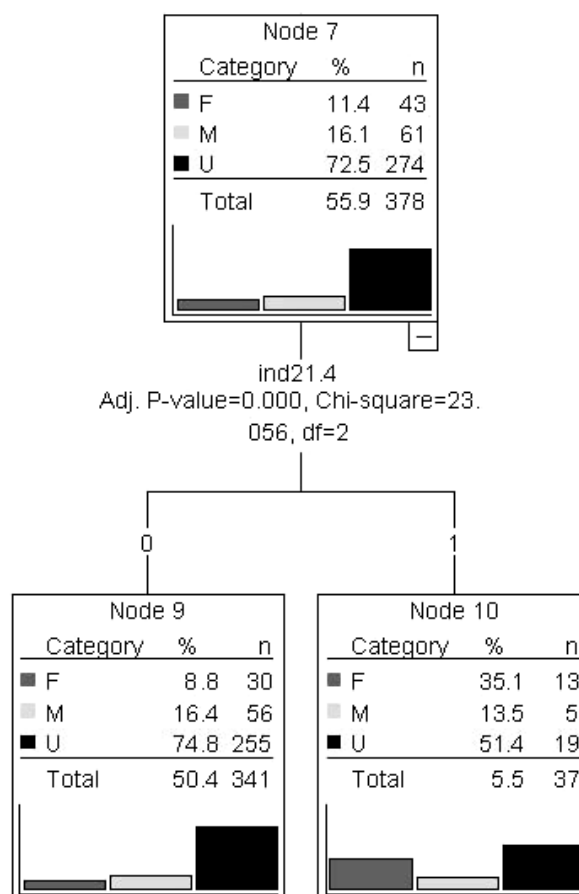 Node 7
Category % n
F 11.4 43
M 16.1 61
U 72.5 274
Total 55.9 378
ind21.4
Adj. P-value=0.000, Chi-square=23.
056, df=2
0 1
Node 9
Category % n
F 8.8 30
M 16.4 56
U 74.8 255
Total 50.4 341
Node 10
Category % n
F 35.1 13
M 13.5 5
U 51.4 19
Total 5.5 37